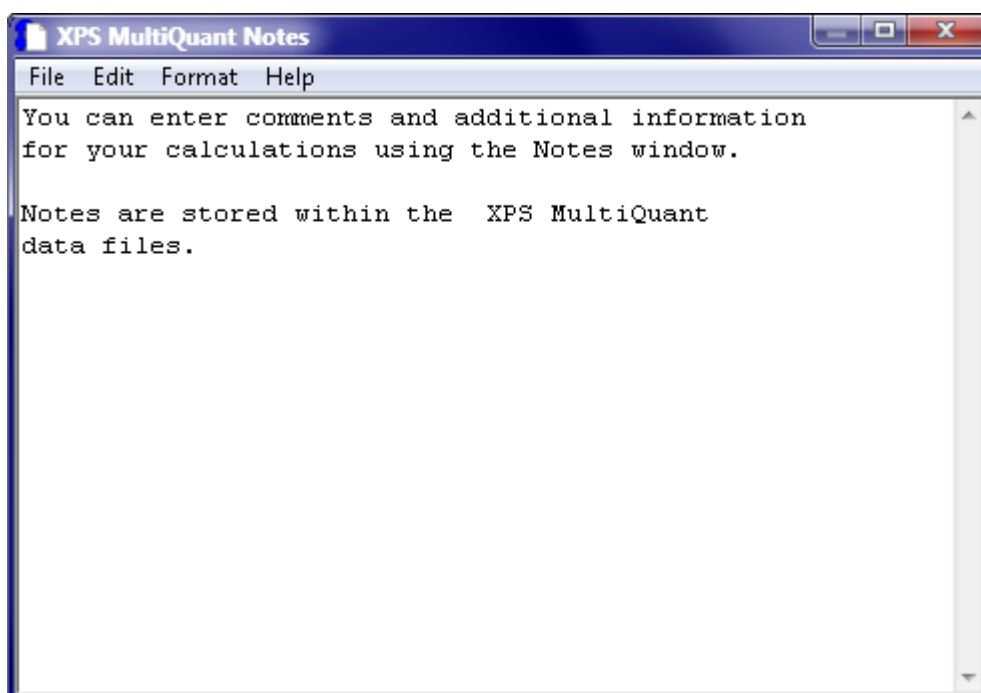 XPS MultiQuant Notes
File Edit Format Help
You can enter comments and additional information
for your calculations using the Notes window.
Notes are stored within the  XPS MultiQuant
data files.